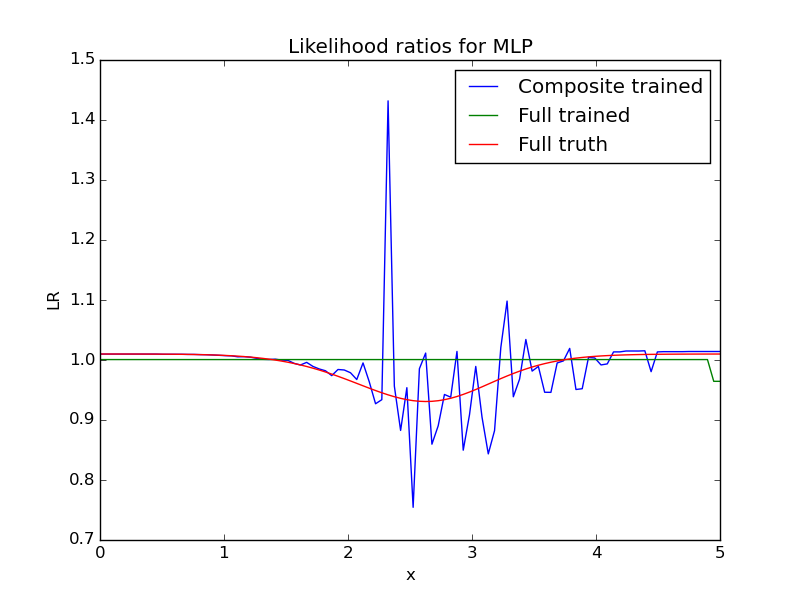 Likelihood ratios for MLP
Composite trained
Full trained
Full truth
LR
1.5
1.4
1.3
1.2
1.1
1.0
0.9
0.8
0.7
0 1 2 3 4 5
x